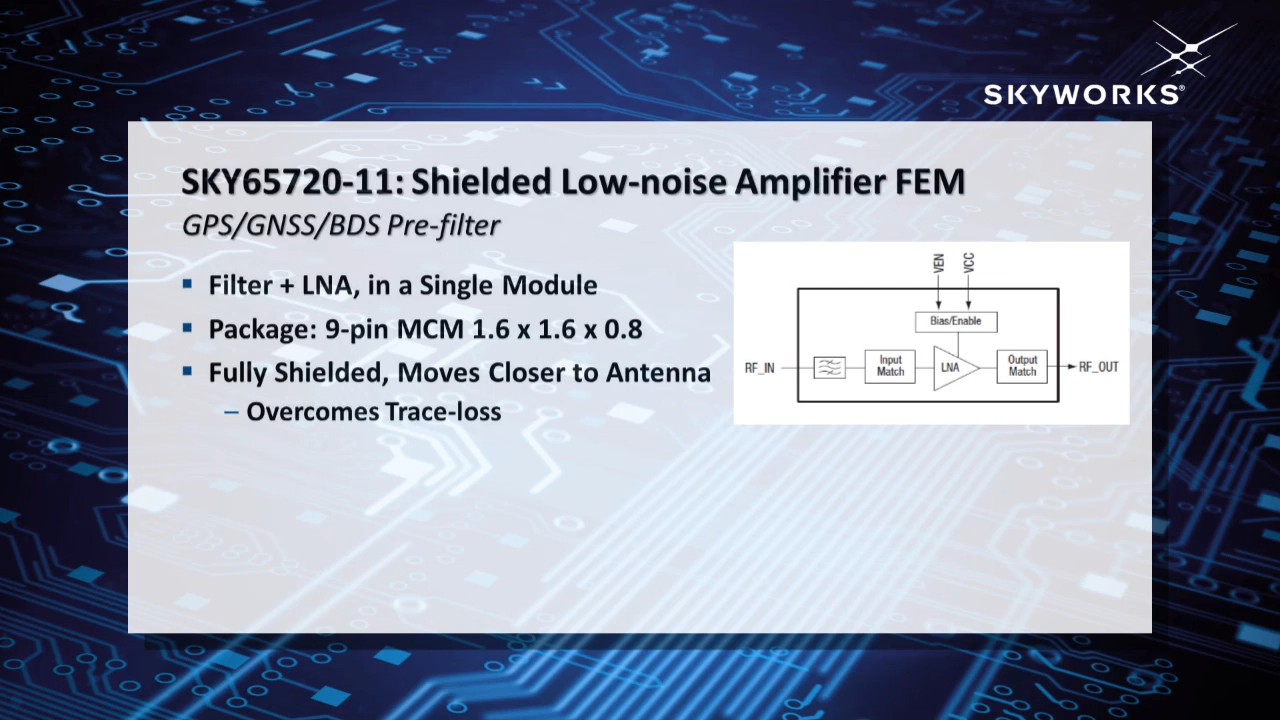 SKYWORKS®
SKY65720-11: Shielded Low-noise Amplifier FEM
GPS/GNSS/BDS Pre-filter
▪ Filter + LNA, in a Single Module
▪ Package: 9-pin MCM 1.6 x 1.6 x 0.8
▪ Fully Shielded, Moves Closer to Antenna
– Overcomes Trace-loss
VEN
VCC
Bias/Enable
RF_IN
Input
Match
LNA
Output
Match
RF_OUT